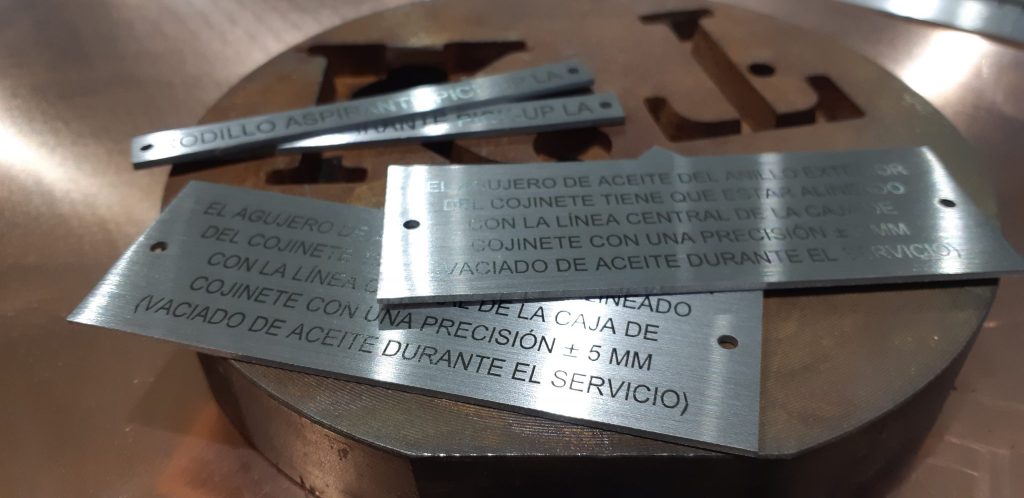 RODILLO ASPIRANTE PICK-UP LA
RANTE PICK-UP LA
EL AGUJERO DE ACEITE DEL ANILLO EXTERIOR
DEL COJINETE TIENE QUE ESTAR ALINEADO
CON LA LÍNEA CENTRAL DE LA CAJA DE
COJINETE CON UNA PRECISIÓN ± MM
(VACIADO DE ACEITE DURANTE EL SERVICIO)
EL AGUJERO
DEL COJINETE
CON LA LÍNEA ALINEADO
COJINETE CON DE LA CAJA DE
UNA PRECISIÓN ± 5 MM
(VACIADO DE ACEITE DURANTE EL SERVICIO)